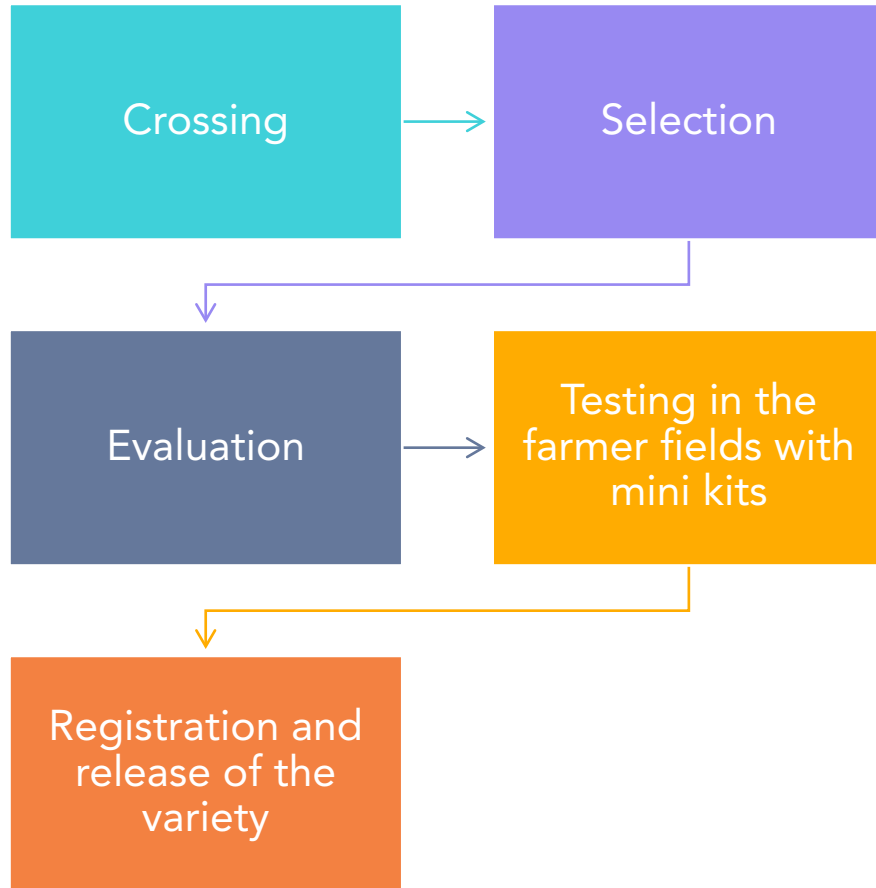 Crossing
Selection
Evaluation
Testing in the
farmer fields with
mini kits
Registration and
release of the
variety